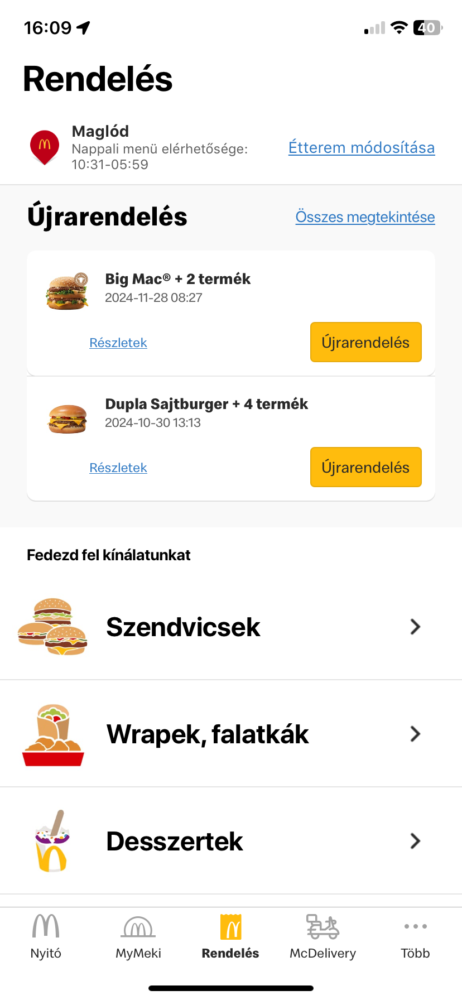 16:09
40
Rendelés
Maglód
Nappali menü elérhetősége:
10:31-05:59
Étterem módosítása
Újrarendelés
Összes megtekintése
Big Mac® + 2 termék
2024-11-28 08:27
Részletek
Újrarendelés
Dupla Sajtburger + 4 termék
2024-10-30 13:13
Részletek
Újrarendelés
Fedezd fel kínálatunkat
Szendvicsek
Wrapek, falatkák
Desszertek
Nyitó
MyMeki
Rendelés
McDelivery
Több